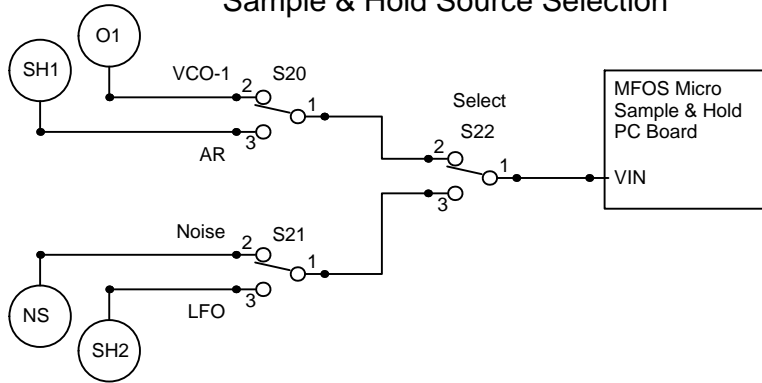 Sample & Hold Source Selection
O1
SH1
VCO-1
2
S20
1
3
AR
Select
S22
2
1
3
MFOS Micro
Sample & Hold
PC Board
VIN
Noise
2
S21
1
3
LFO
NS
SH2